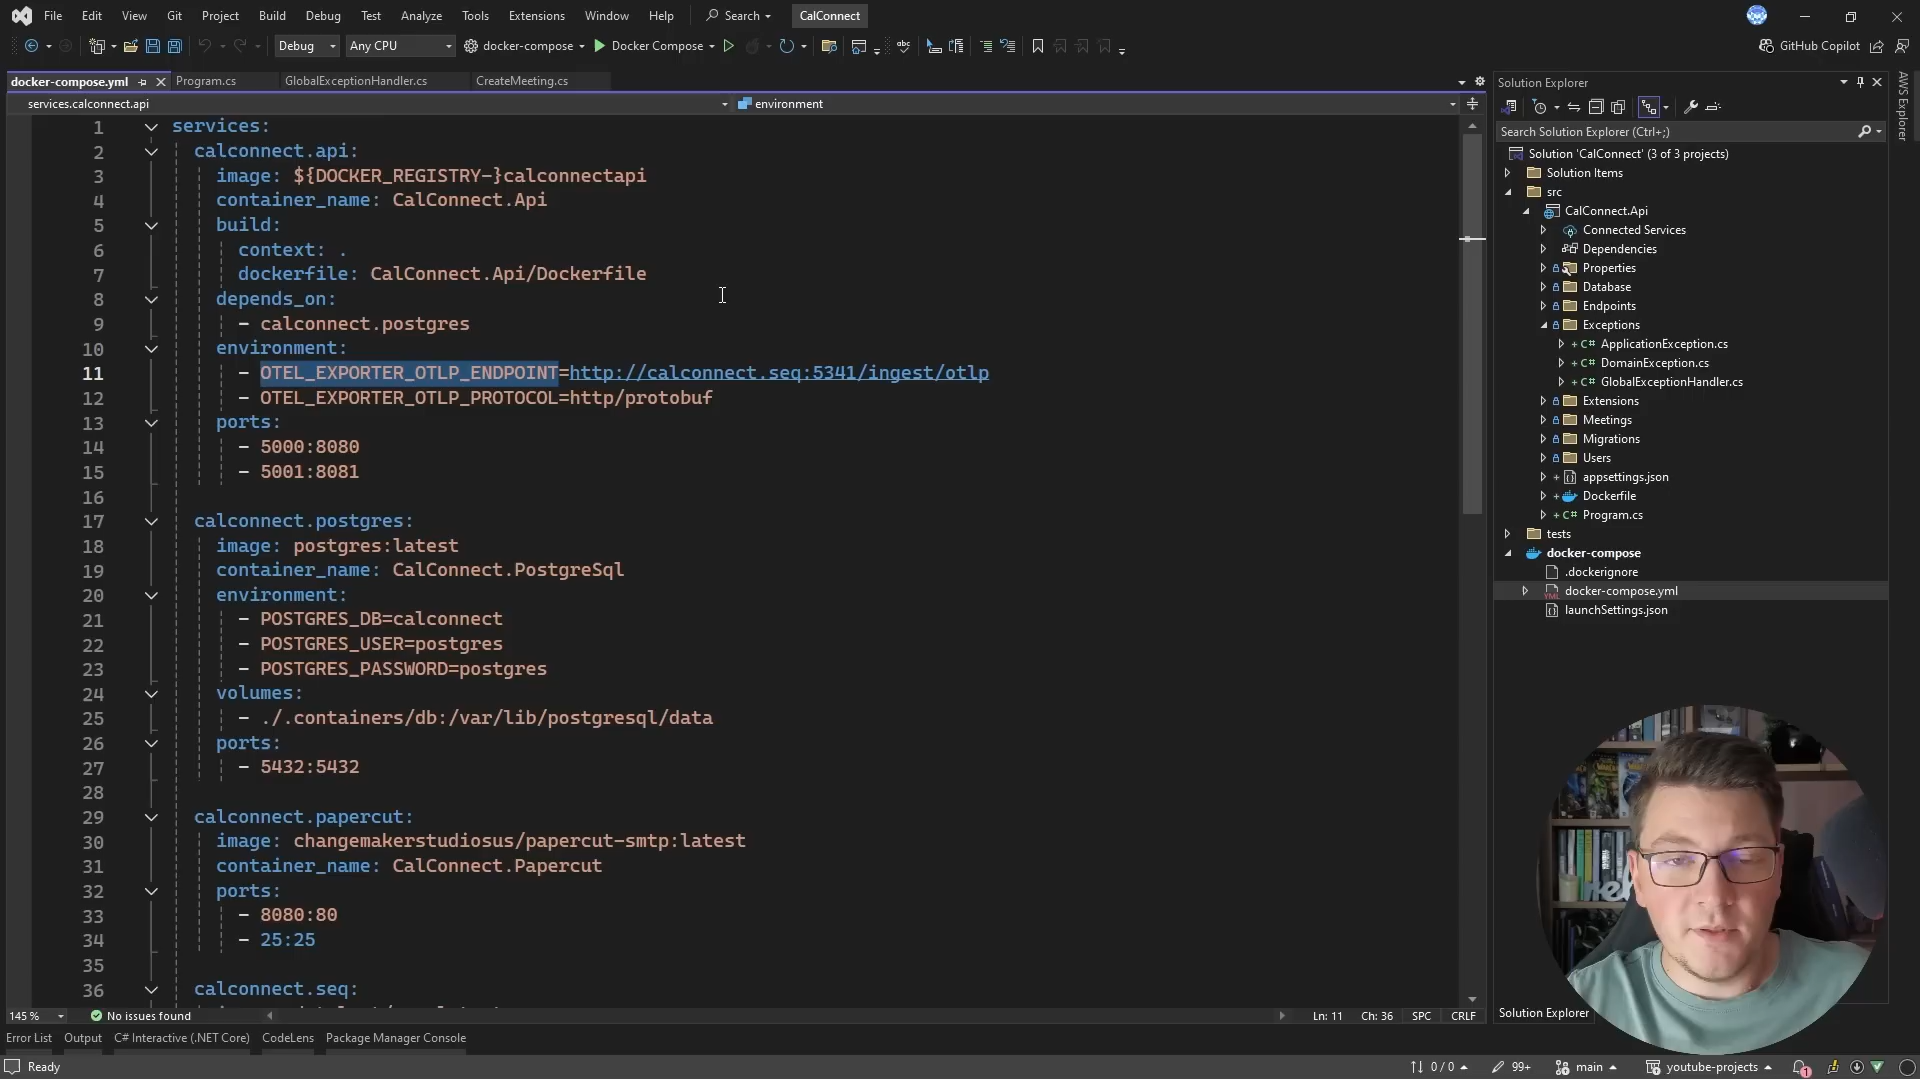 File Edit View Git Project Build Debug Test Analyze Tools Extensions Window Help Search CalConnect
Debug Any CPU docker-compose Docker Compose GitHub Copilot
docker-compose.yml Program.cs GlobalExceptionHandler.cs CreateMeeting.cs
services.calconnect.api environment
1 services:
2 calconnect.api:
3 image: ${DOCKER_REGISTRY-}calconnectapi
4 container_name: CalConnect.Api
5 build:
6 context: .
7 dockerfile: CalConnect.Api/Dockerfile
8 depends_on:
9 - calconnect.postgres
10 environment:
11 - OTEL_EXPORTER_OTLP_ENDPOINT=http://calconnect.seq:5341/ingest/otlp
12 - OTEL_EXPORTER_OTLP_PROTOCOL=http/protobuf
13 ports:
14 - 5000:8080
15 - 5001:8081
16
17 calconnect.postgres:
18 image: postgres:latest
19 container_name: CalConnect.PostgreSql
20 environment:
21 - POSTGRES_DB=calconnect
22 - POSTGRES_USER=postgres
23 - POSTGRES_PASSWORD=postgres
24 volumes:
25 - ./.containers/db:/var/lib/postgresql/data
26 ports:
27 - 5432:5432
28
29 calconnect.papercut:
30 image: changemakerstudiosus/papercut-smtp:latest
31 container_name: CalConnect.Papercut
32 ports:
33 - 8080:80
34 - 25:25
35
36 calconnect.seq:
145 % No issues found Ln: 11 Ch: 36 SPC CRLF
Error List Output C# Interactive (.NET Core) CodeLens Package Manager Console
Ready 0 / 0 99+ main youtube-projects 1
Solution Explorer
Search Solution Explorer (Ctrl+;)
Solution 'CalConnect' (3 of 3 projects)
Solution Items
src
CalConnect.Api
Connected Services
Dependencies
Properties
Database
Endpoints
Exceptions
C# ApplicationException.cs
C# DomainException.cs
C# GlobalExceptionHandler.cs
Extensions
Meetings
Migrations
Users
appsettings.json
Dockerfile
C# Program.cs
tests
docker-compose
.dockerignore
docker-compose.yml
launchSettings.json
Solution Explorer
AWS Explorer